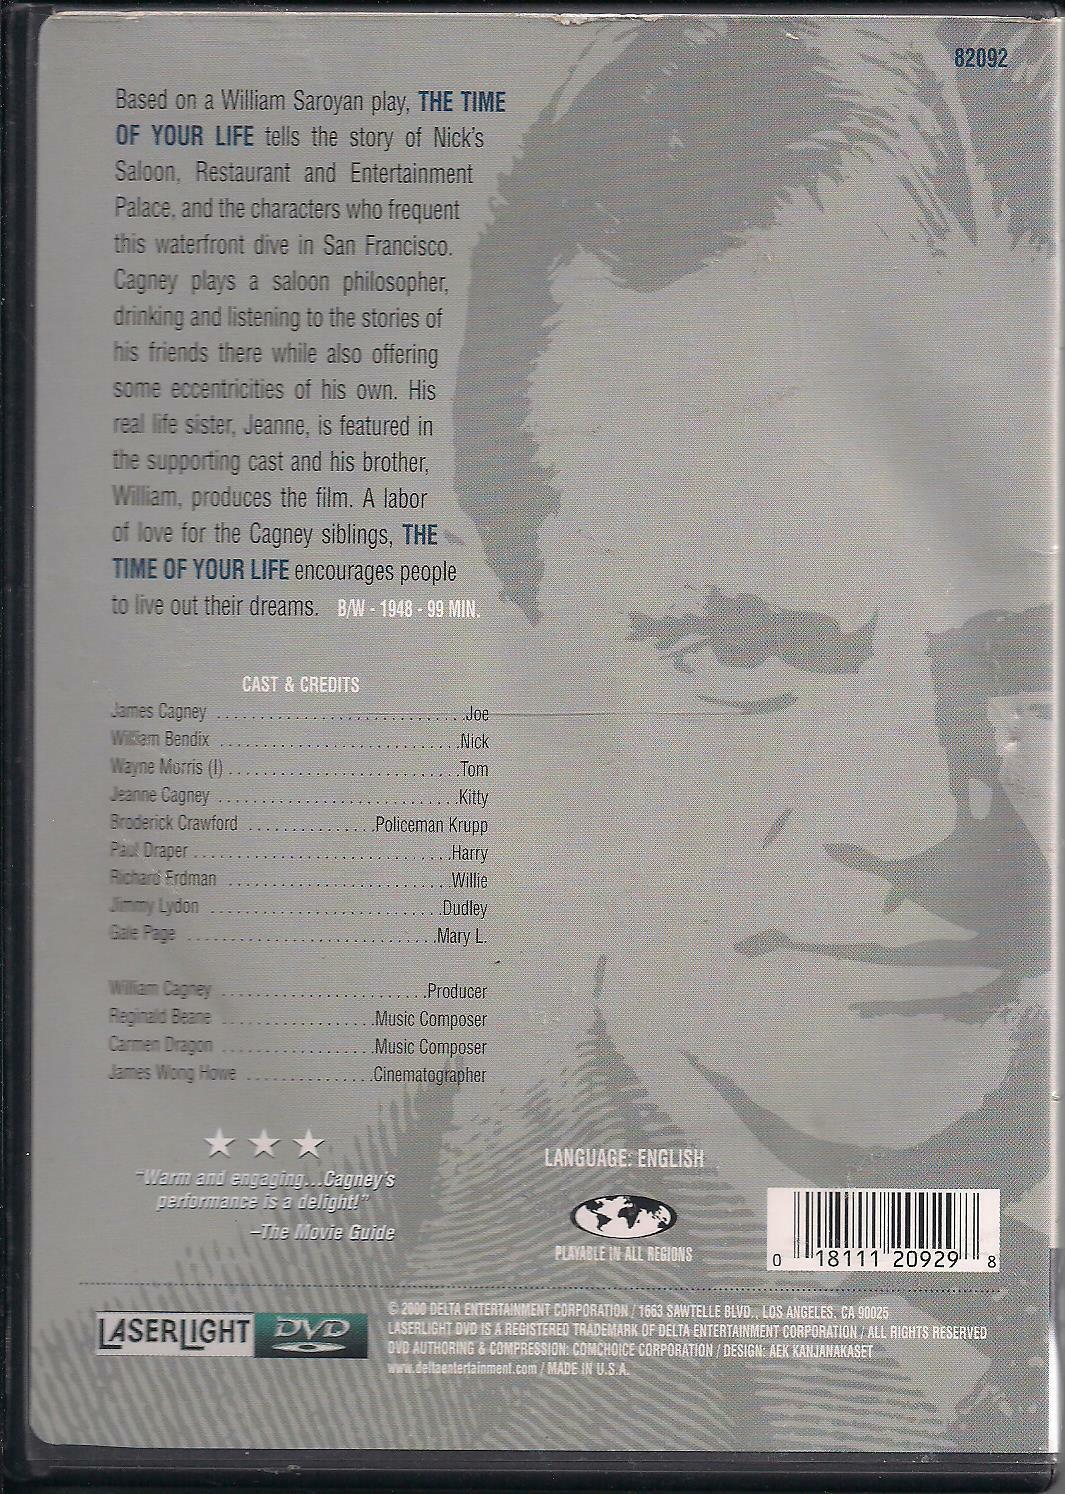 82092
Based on a William Saroyan play, THE TIME
OF YOUR LIFE tells the story of Nick's
Saloon, Restaurant and Entertainment
Palace, and the characters who frequent
this waterfront dive in San Francisco.
Cagney plays a saloon philosopher,
drinking and listening to the stories of
his friends there while also offering
some eccentricities of his own. His
real life sister, Jeanne, is featured in
the supporting cast and his brother,
William, produces the film. A labor
of love for the Cagney siblings, THE
TIME OF YOUR LIFE encourages people
to live out their dreams. B/W - 1948 - 99 MIN.
CAST & CREDITS
James Cagney ............................Joe
William Bendix ...........................Nick
Wayne Morris (I)..........................Tom
Jeanne Cagney ...........................Kitty
Broderick Crawford ..............Policeman Krupp
Paul Draper.............................Harry
Richard Erdman .........................Willie
Jimmy Lydon ..........................Dudley
Gale Page ............................Mary L.
William Cagney .......................Producer
Reginald Beane .................Music Composer
Carmen Dragon .................Music Composer
James Wong Howe ..............Cinematographer
"Warm and engaging...Cagney's
performance is a delight!"
–The Movie Guide
LANGUAGE: ENGLISH
PLAYABLE IN ALL REGIONS
0 18111 20929 8
LASERLIGHT DVD
© 2000 DELTA ENTERTAINMENT CORPORATION / 1663 SAWTELLE BLVD., LOS ANGELES, CA 90025
LASERLIGHT DVD IS A REGISTERED TRADEMARK OF DELTA ENTERTAINMENT CORPORATION / ALL RIGHTS RESERVED
DVD AUTHORING & COMPRESSION: COMCHOICE CORPORATION / DESIGN: AEK KANJANAKASET
www.deltaentertainment.com / MADE IN U.S.A.